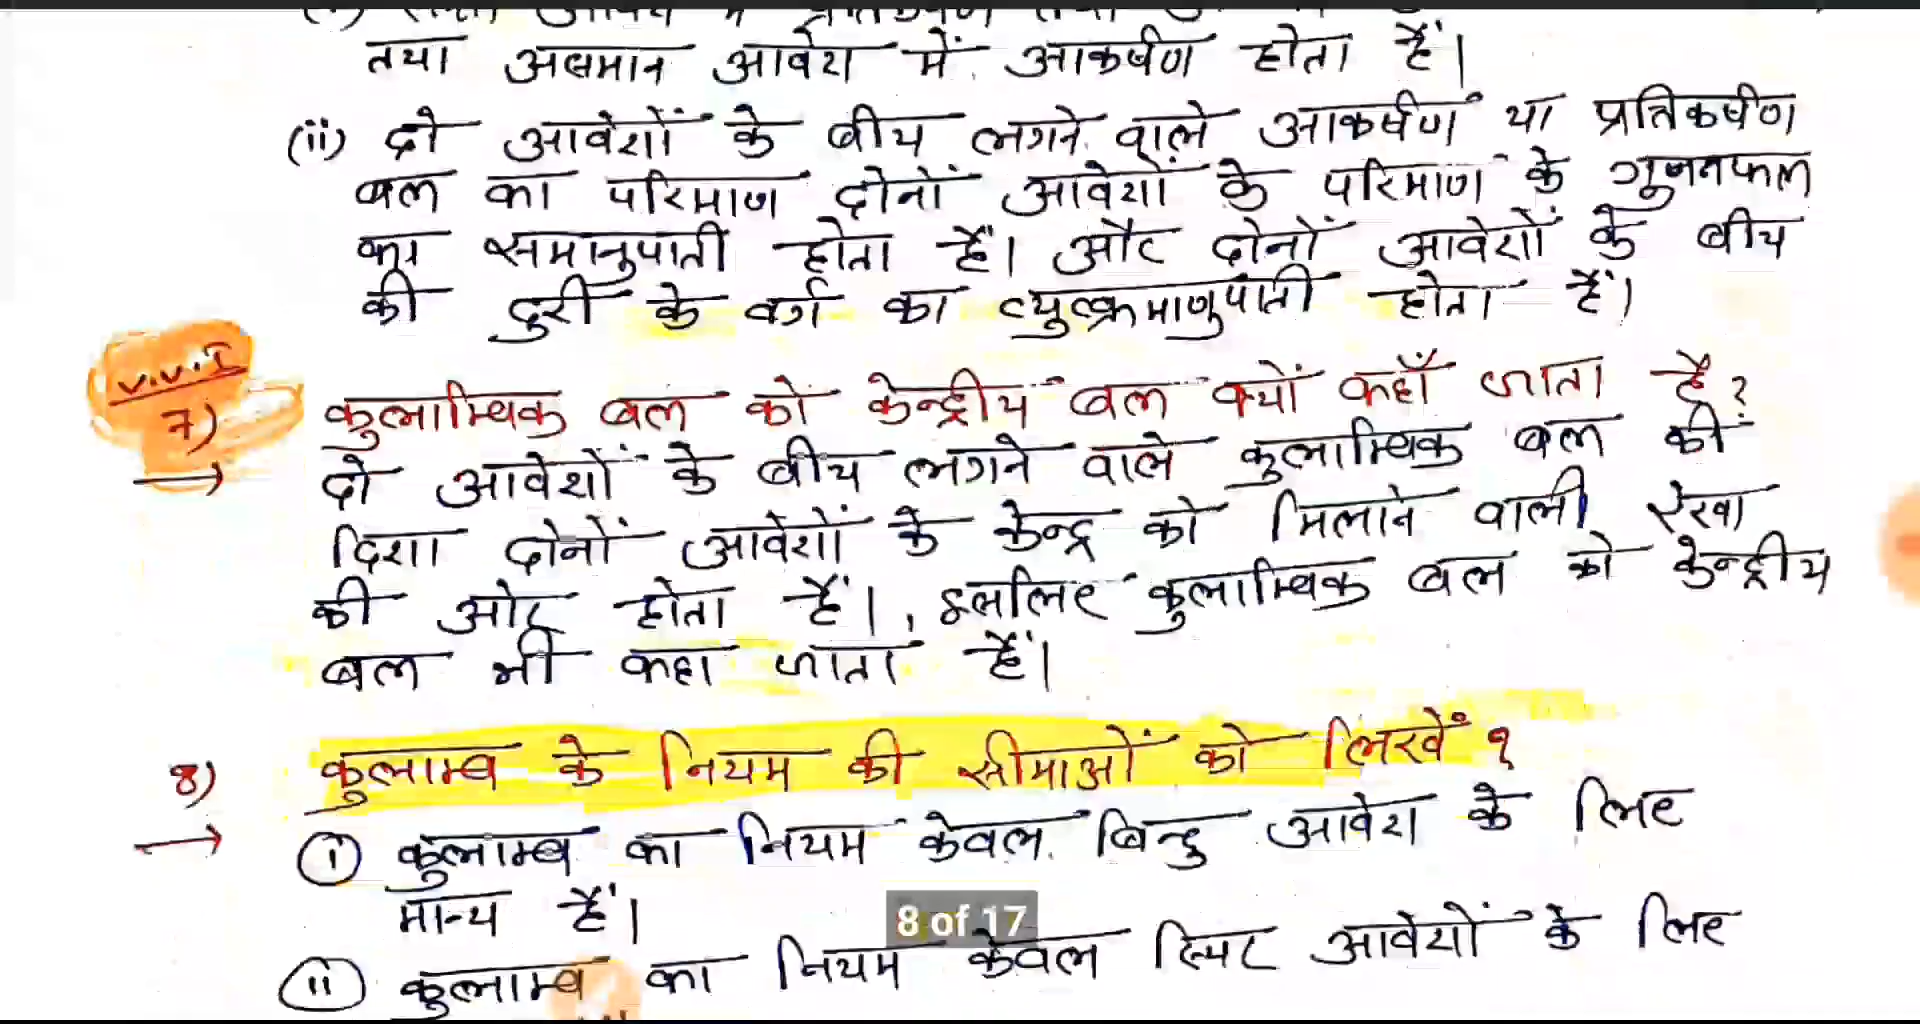 तथा असमान आवेश में आकर्षण होता हैं।
(ii) दो आवेशों के बीच लगने वाले आकर्षण या प्रतिकर्षण
बल का परिमाण दोनों आवेशों के परिमाण के गुणनफल
का समानुपाती होता हैं। और दोनों आवेशों के बीच
की दुरी के वर्ग का व्युत्क्रमाणुपाती होता हैं।
V.V.I
7) कुलाम्बिक बल को केन्द्रीय बल क्यों कहाँ जाता है?
→ दो आवेशों के बीच लगने वाले कुलाम्बिक बल की
दिशा दोनों आवेशों के केन्द्र को मिलाने वाली रेखा
की ओर होता हैं।, इसलिए कुलाम्बिक बल को केन्द्रीय
बल भी कहा जाता हैं।
8) कुलाम्ब के नियम की सीमाओं को लिखें?
→ (i) कुलाम्ब का नियम केवल बिन्दु आवेश के लिए
मान्य हैं।
8 of 17
(ii) कुलाम्ब का नियम केवल स्थिर आवेशों के लिए